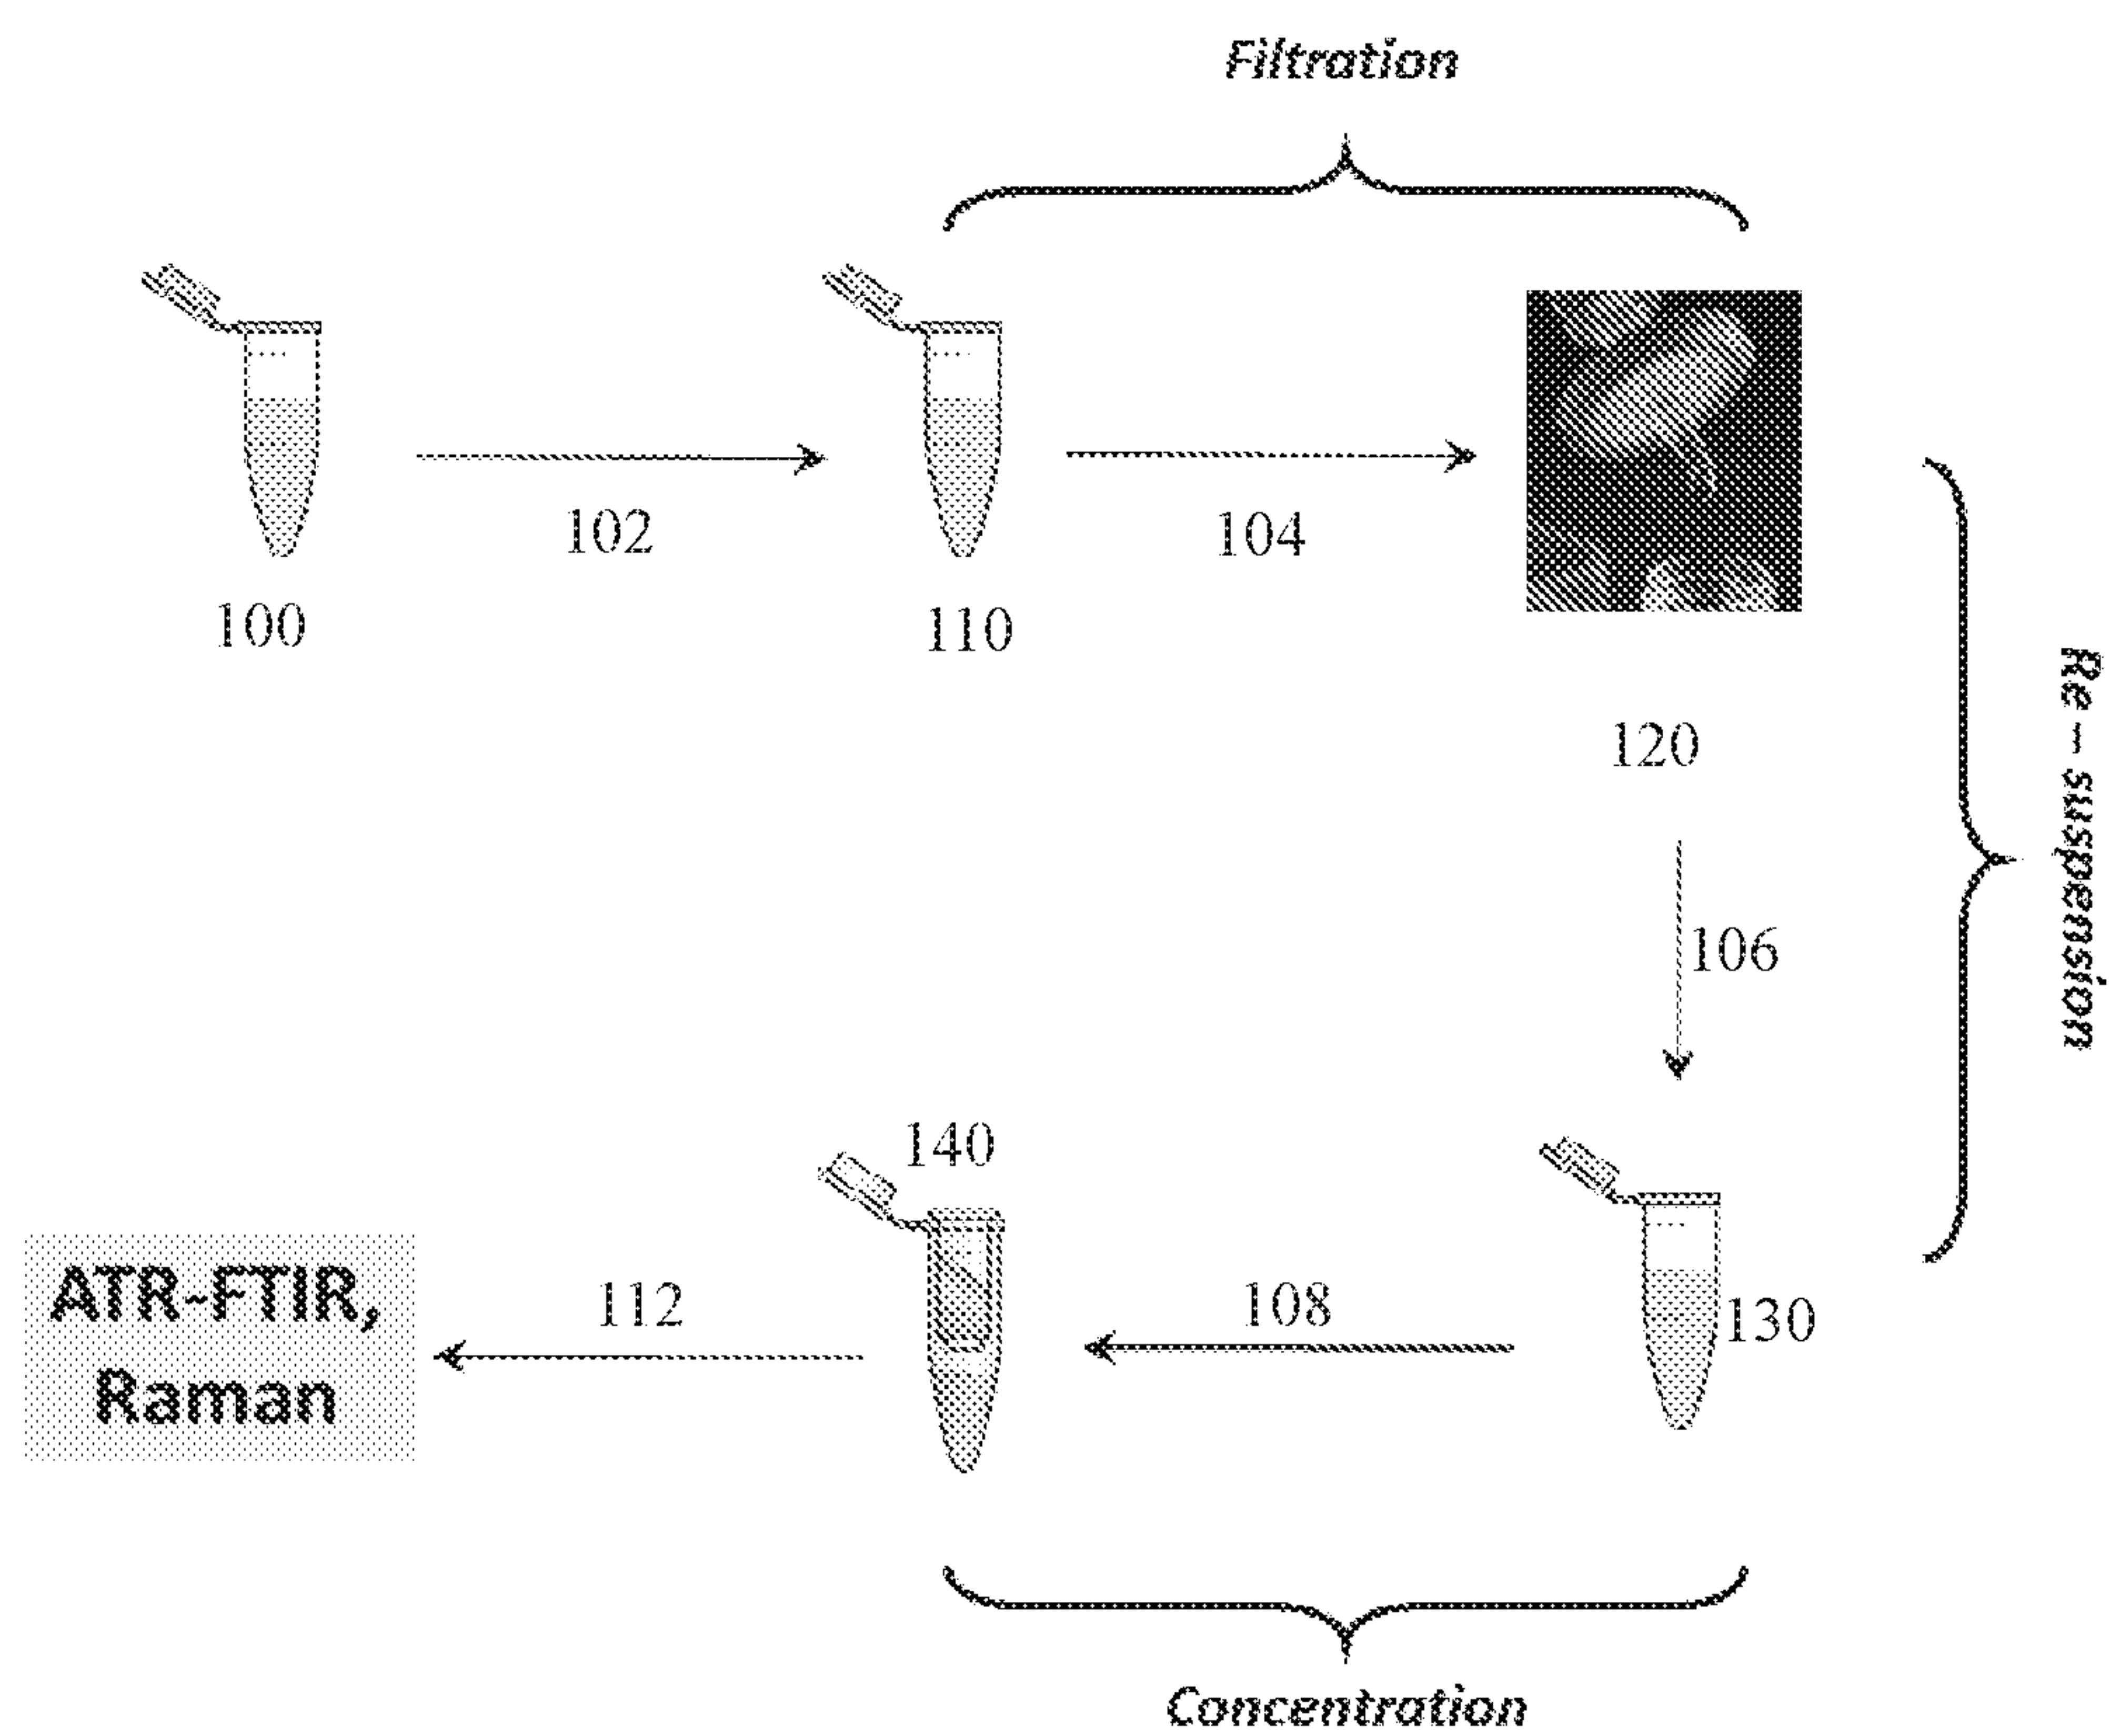 Filtration
102
104
100
110
120
Re – suspension
106
140
ATR-FTIR,
Raman
112
108
130
Concentration